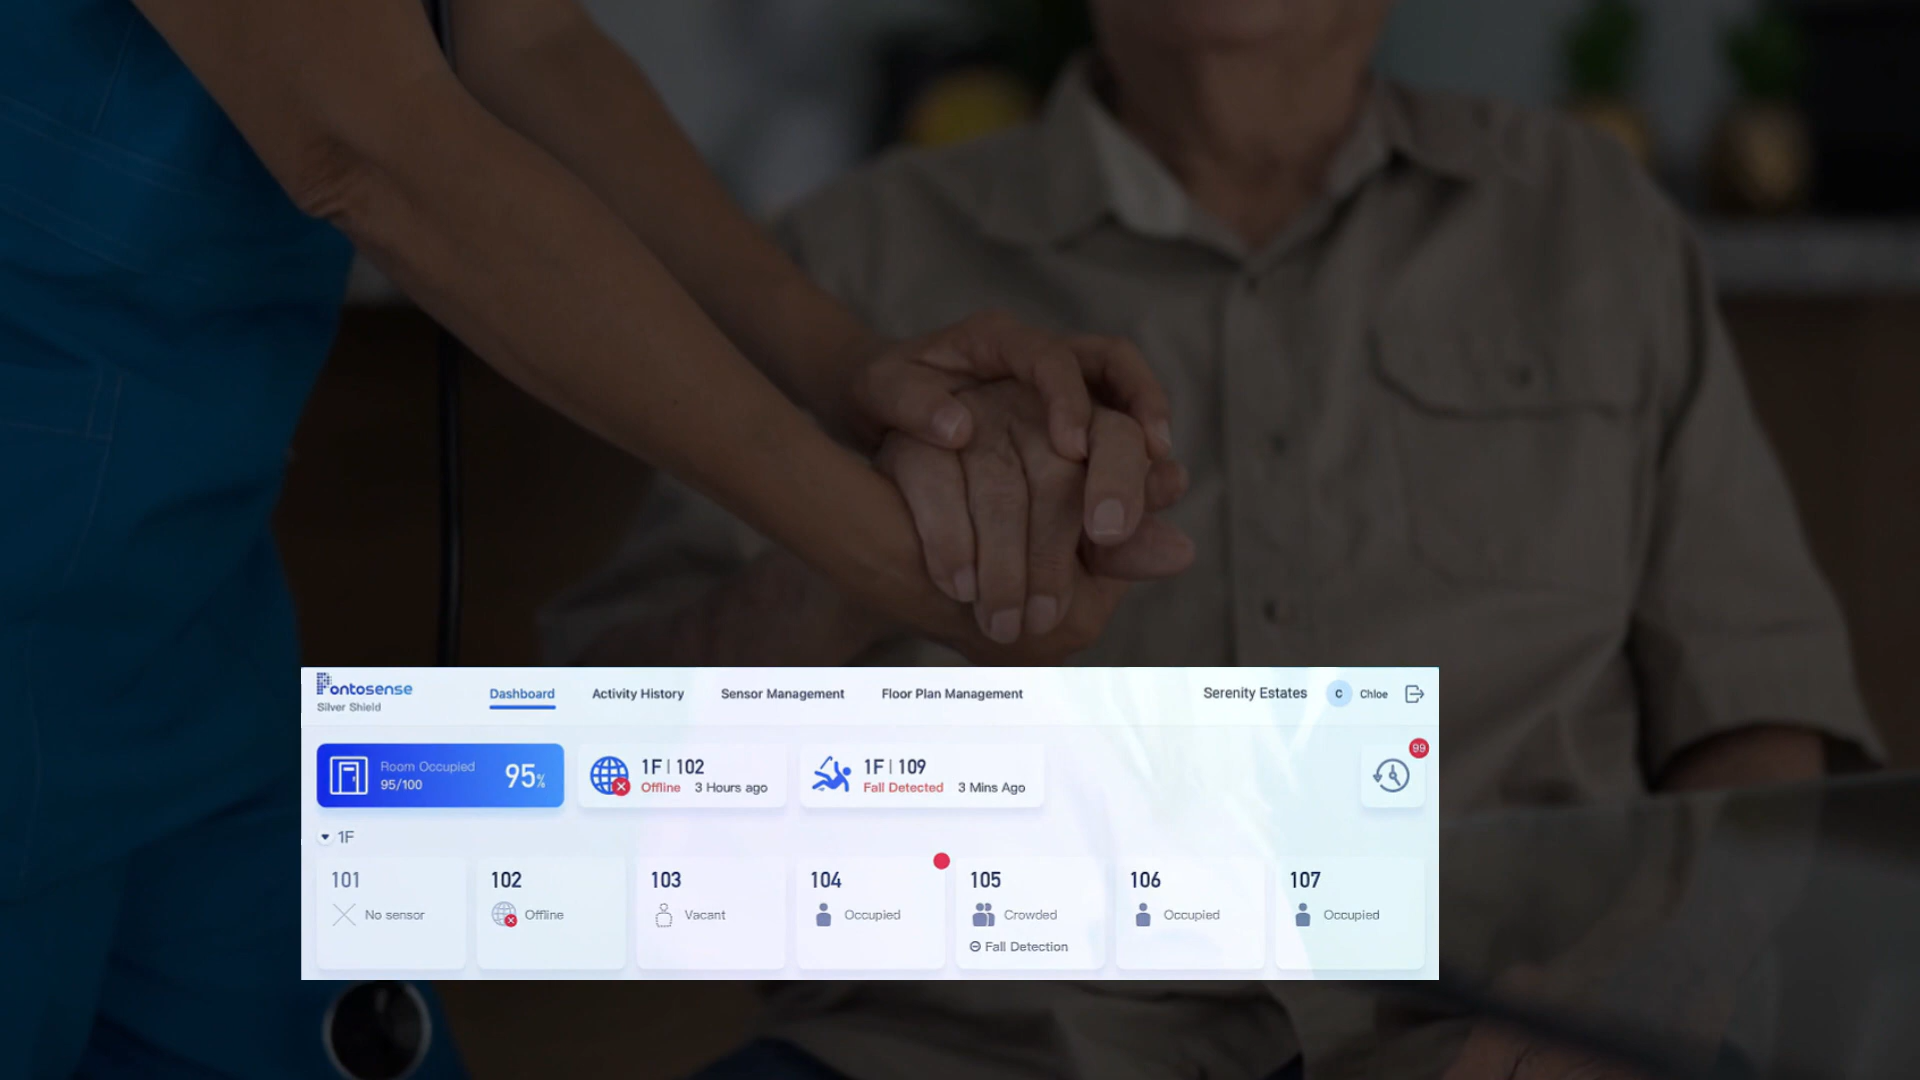 Pontosense
Silver Shield
Dashboard
Activity History
Sensor Management
Floor Plan Management
Serenity Estates
C
Chloe
Room Occupied
95/100
95%
1F | 102
Offline 3 Hours ago
1F | 109
Fall Detected 3 Mins Ago
99
1F
101
No sensor
102
Offline
103
Vacant
104
Occupied
105
Crowded
Fall Detection
106
Occupied
107
Occupied